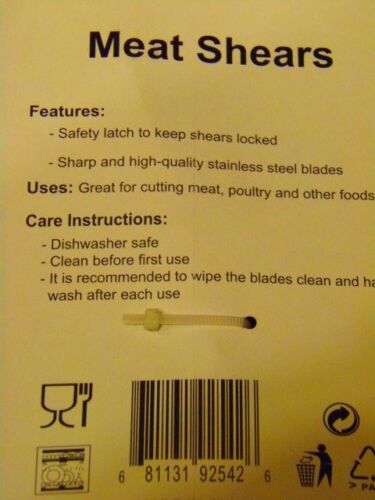 Meat Shears
Features:
- Safety latch to keep shears locked
- Sharp and high-quality stainless steel blades
Uses: Great for cutting meat, poultry and other foods
Care Instructions:
- Dishwasher safe
- Clean before first use
- It is recommended to wipe the blades clean and ha
wash after each use
6 81131 92542 6
PA